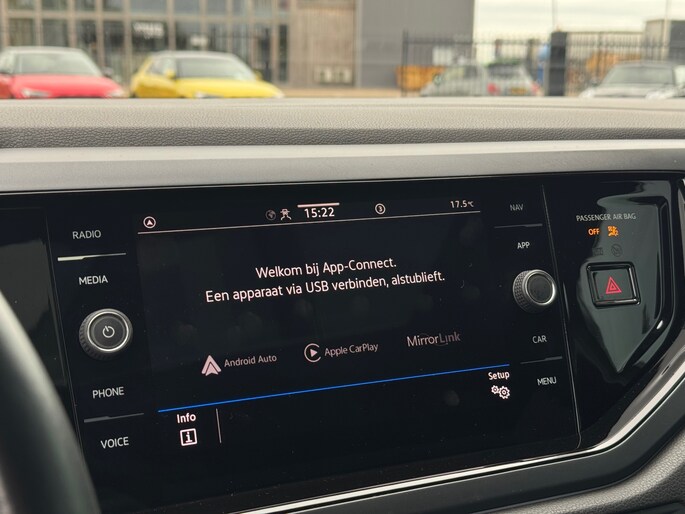 15:22
3
17.5°C
RADIO
MEDIA
PHONE
VOICE
Welkom bij App-Connect.
Een apparaat via USB verbinden, alstublieft.
Android Auto
Apple CarPlay
MirrorLink
Info
Setup
NAV
APP
CAR
MENU
PASSENGER AIR BAG
OFF